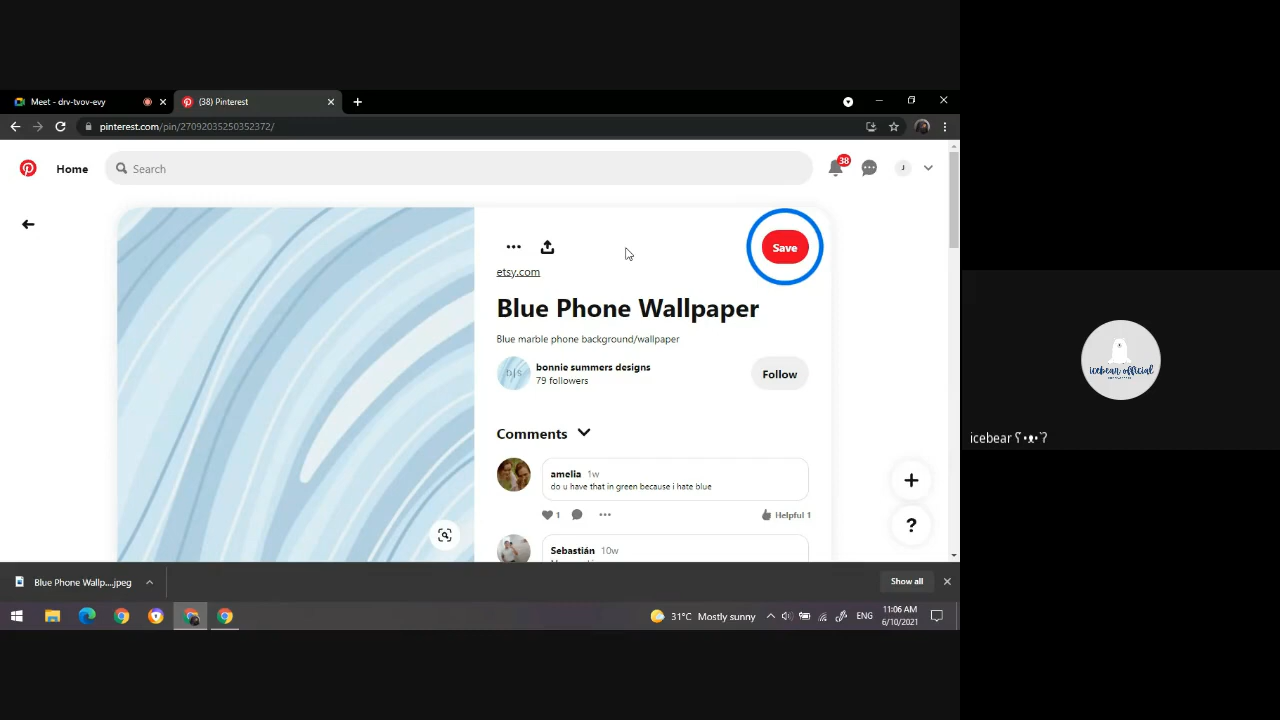 Meet - drv-tvov-evy
(38) Pinterest
pinterest.com/pin/27092035250352372/
Home
Search
38
J
Save
etsy.com
Blue Phone Wallpaper
Blue marble phone background/wallpaper
b|s
bonnie summers designs
79 followers
Follow
Comments
amelia 1w
do u have that in green because i hate blue
1
Helpful 1
Sebastián 10w
+
?
icebear official
icebear ʕ·ᴥ·ʔ
Blue Phone Wallp....jpeg
Show all
31°C Mostly sunny
ENG
11:06 AM
6/10/2021